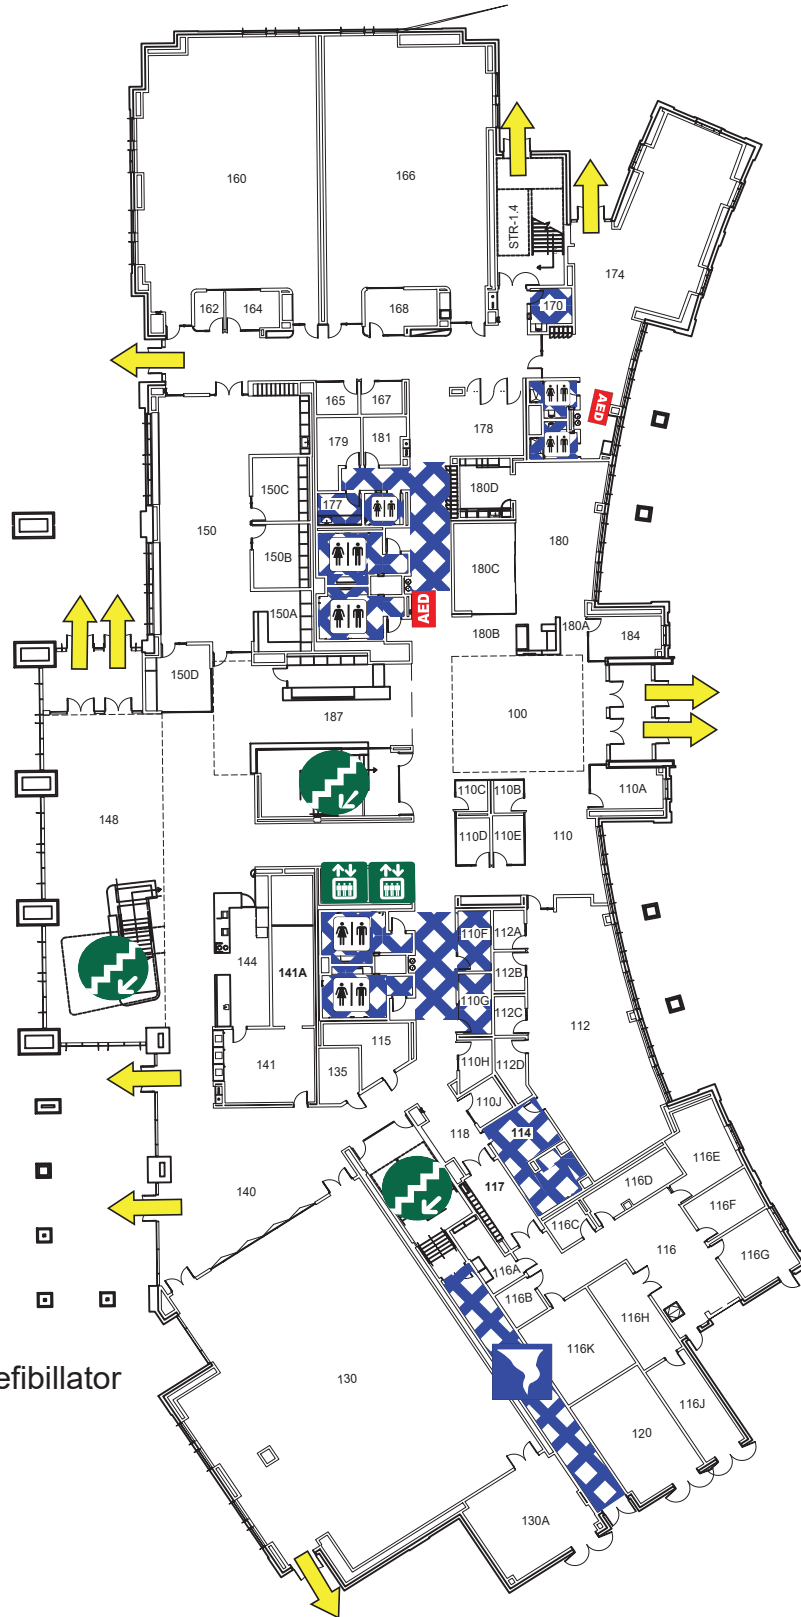 160
166
STR-1.4
174
162
164
168
170
165
167
178
AED
179
181
150C
180D
177
150
180
150B
180C
AED
150A
180B
180A
184
150D
187
100
110C
110B
110A
148
110D
110E
110
144
141A
110F
112A
112B
110G
112C
112
115
141
135
110H
112D
110J
118
114
117
116E
116D
140
116F
116C
116
116G
116A
116B
116H
116K
efibillator
130
116J
120
130A